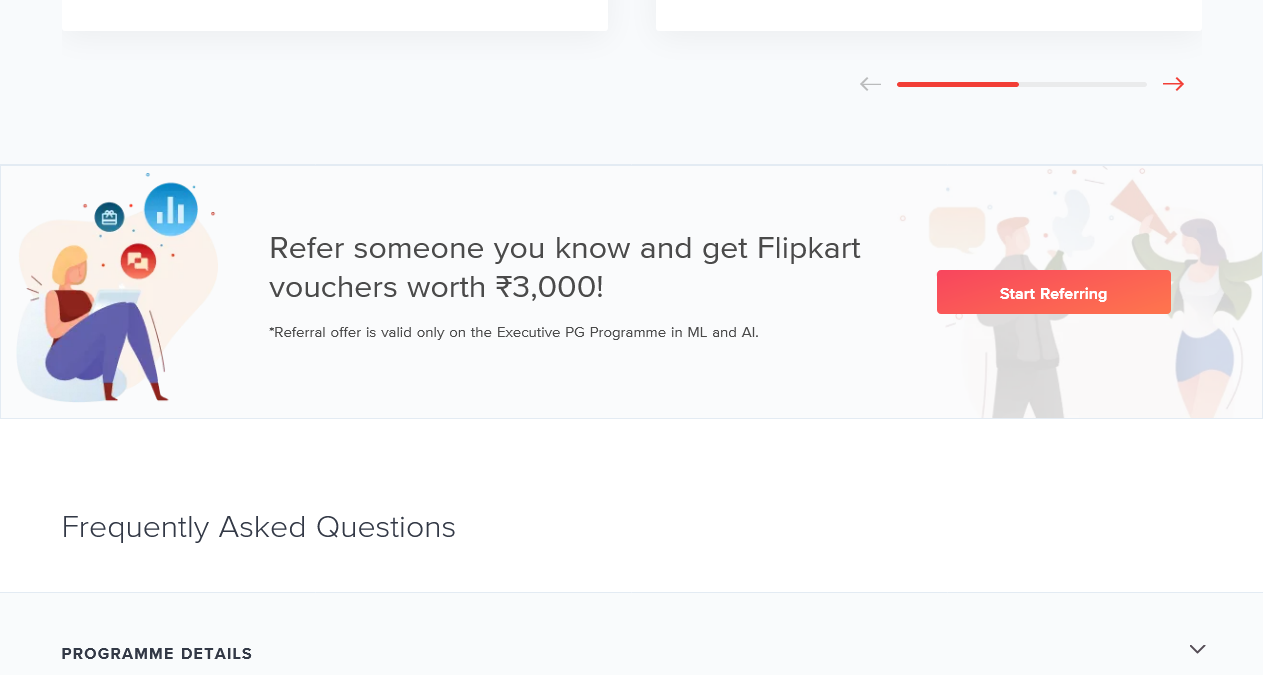 Refer someone you know and get Flipkart
vouchers worth ₹3,000!
*Referral offer is valid only on the Executive PG Programme in ML and AI.
Start Referring
Frequently Asked Questions
PROGRAMME DETAILS